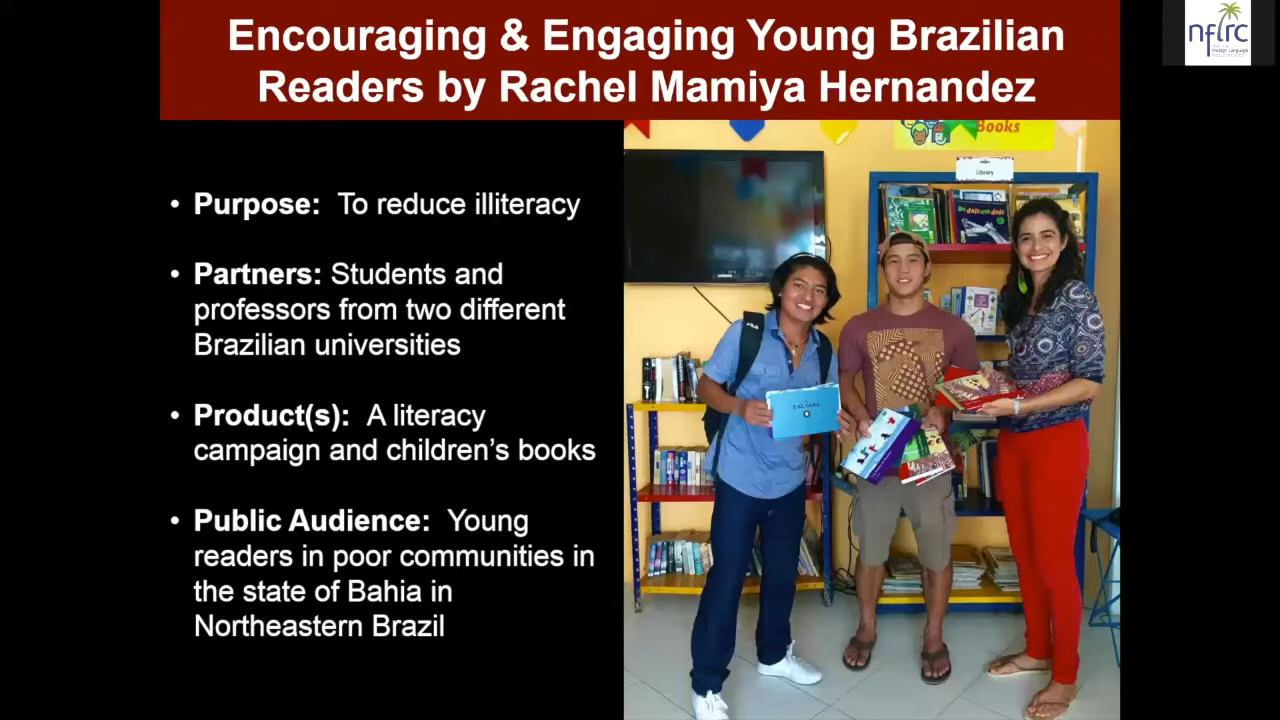 Encouraging & Engaging Young Brazilian
Readers by Rachel Mamiya Hernandez
nflrc
Foreign Language
• Purpose: To reduce illiteracy
• Partners: Students and
professors from two different
Brazilian universities
• Product(s): A literacy
campaign and children's books
• Public Audience: Young
readers in poor communities in
the state of Bahia in
Northeastern Brazil
Books
Library
FILA